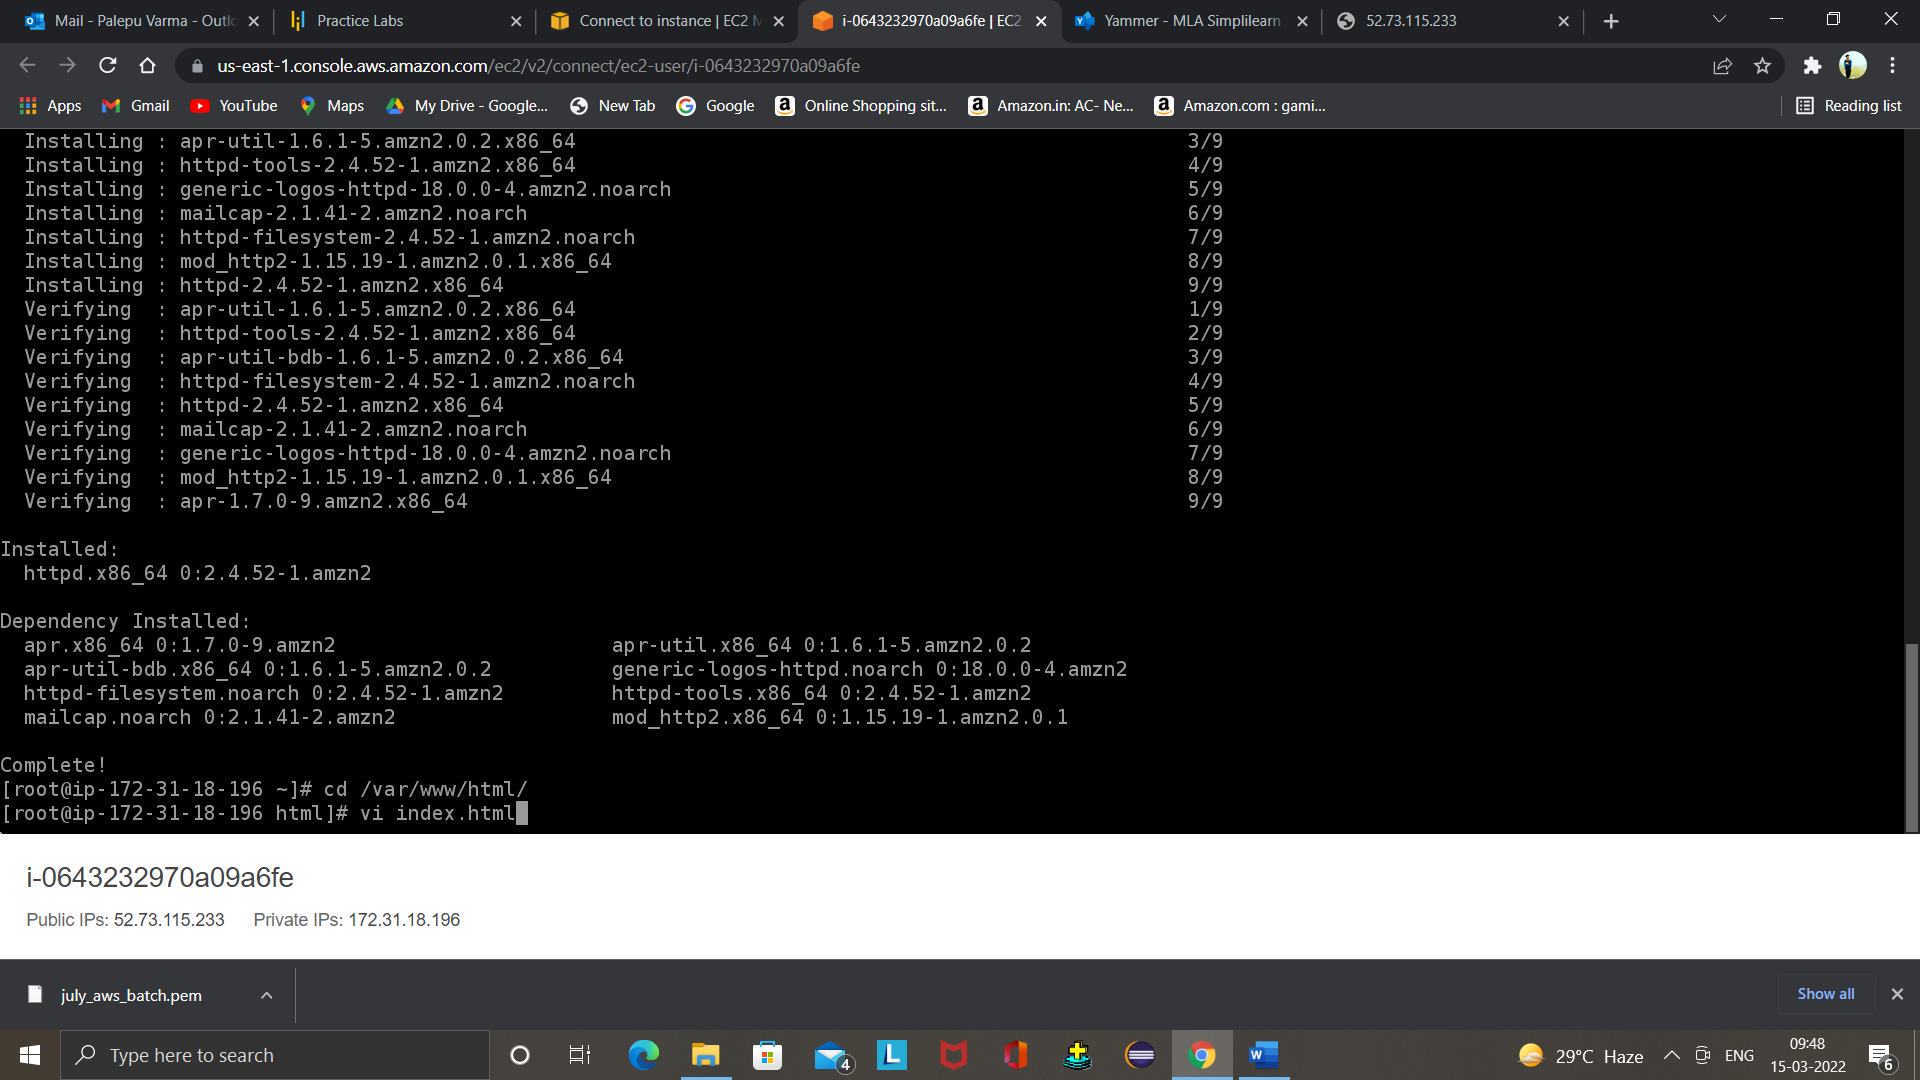 Mail - Palepu Varma - Outlo
Practice Labs
Connect to instance | EC2 M
i-0643232970a09a6fe | EC2
Yammer - MLA Simplilearn
52.73.115.233
us-east-1.console.aws.amazon.com/ec2/v2/connect/ec2-user/i-0643232970a09a6fe
Apps
Gmail
YouTube
Maps
My Drive - Google...
New Tab
Google
Online Shopping sit...
Amazon.in: AC- Ne...
Amazon.com : gami...
Reading list
Installing : apr-util-1.6.1-5.amzn2.0.2.x86_64 3/9
Installing : httpd-tools-2.4.52-1.amzn2.x86_64 4/9
Installing : generic-logos-httpd-18.0.0-4.amzn2.noarch 5/9
Installing : mailcap-2.1.41-2.amzn2.noarch 6/9
Installing : httpd-filesystem-2.4.52-1.amzn2.noarch 7/9
Installing : mod_http2-1.15.19-1.amzn2.0.1.x86_64 8/9
Installing : httpd-2.4.52-1.amzn2.x86_64 9/9
Verifying : apr-util-1.6.1-5.amzn2.0.2.x86_64 1/9
Verifying : httpd-tools-2.4.52-1.amzn2.x86_64 2/9
Verifying : apr-util-bdb-1.6.1-5.amzn2.0.2.x86_64 3/9
Verifying : httpd-filesystem-2.4.52-1.amzn2.noarch 4/9
Verifying : httpd-2.4.52-1.amzn2.x86_64 5/9
Verifying : mailcap-2.1.41-2.amzn2.noarch 6/9
Verifying : generic-logos-httpd-18.0.0-4.amzn2.noarch 7/9
Verifying : mod_http2-1.15.19-1.amzn2.0.1.x86_64 8/9
Verifying : apr-1.7.0-9.amzn2.x86_64 9/9
Installed:
httpd.x86_64 0:2.4.52-1.amzn2
Dependency Installed:
apr.x86_64 0:1.7.0-9.amzn2 apr-util.x86_64 0:1.6.1-5.amzn2.0.2
apr-util-bdb.x86_64 0:1.6.1-5.amzn2.0.2 generic-logos-httpd.noarch 0:18.0.0-4.amzn2
httpd-filesystem.noarch 0:2.4.52-1.amzn2 httpd-tools.x86_64 0:2.4.52-1.amzn2
mailcap.noarch 0:2.1.41-2.amzn2 mod_http2.x86_64 0:1.15.19-1.amzn2.0.1
Complete!
[root@ip-172-31-18-196 ~]# cd /var/www/html/
[root@ip-172-31-18-196 html]# vi index.html
i-0643232970a09a6fe
Public IPs: 52.73.115.233 Private IPs: 172.31.18.196
july_aws_batch.pem
Show all
Type here to search
4
L
W
29°C Haze
ENG
09:48
15-03-2022
6